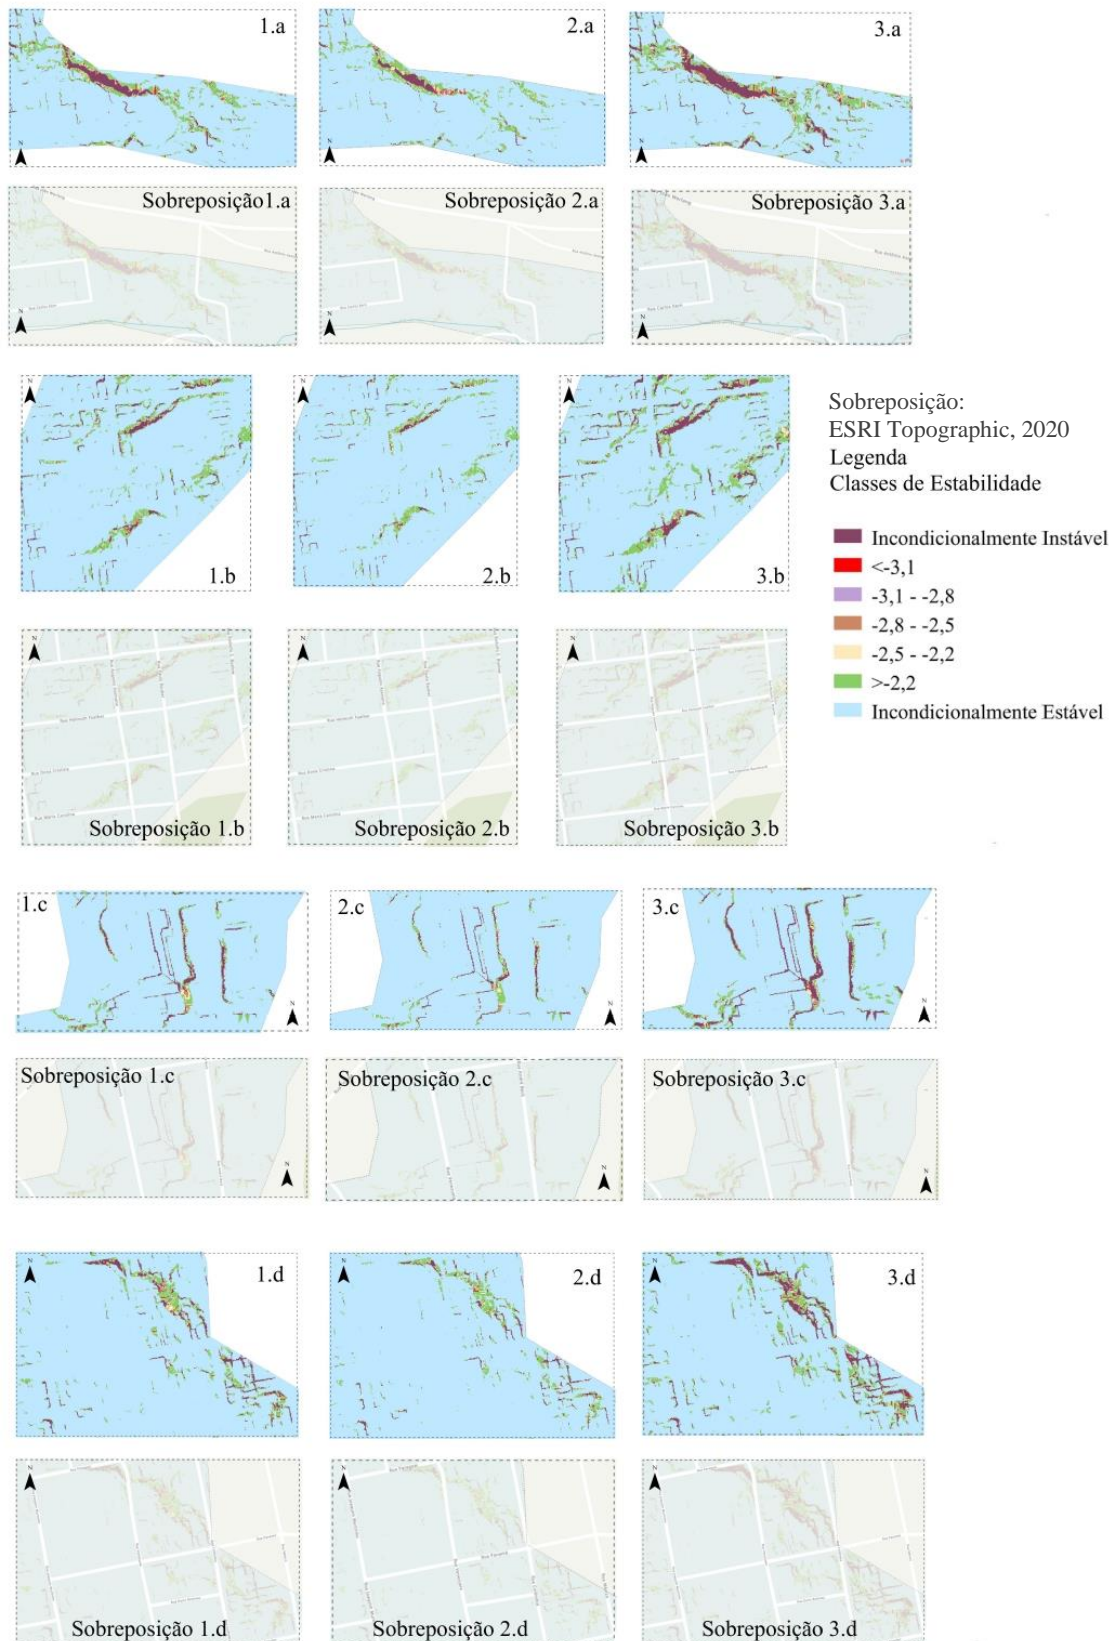 1.a
2.a
3.a
N
N
N
Sobreposição1.a
Sobreposição 2.a
Sobreposição 3.a
N
N
N
N
N
N
1.b
2.b
3.b
Sobreposição:
ESRI Topographic, 2020
Legenda
Classes de Estabilidade
Incondicionalmente Instável
<-3,1
-3,1 - -2,8
-2,8 - -2,5
-2,5 - -2,2
>-2,2
Incondicionalmente Estável
N
N
N
Sobreposição 1.b
Sobreposição 2.b
Sobreposição 3.b
1.c
2.c
3.c
N
N
N
Sobreposição 1.c
Sobreposição 2.c
Sobreposição 3.c
N
N
N
N
N
N
1.d
2.d
3.d
N
N
N
Sobreposição 1.d
Sobreposição 2.d
Sobreposição 3.d